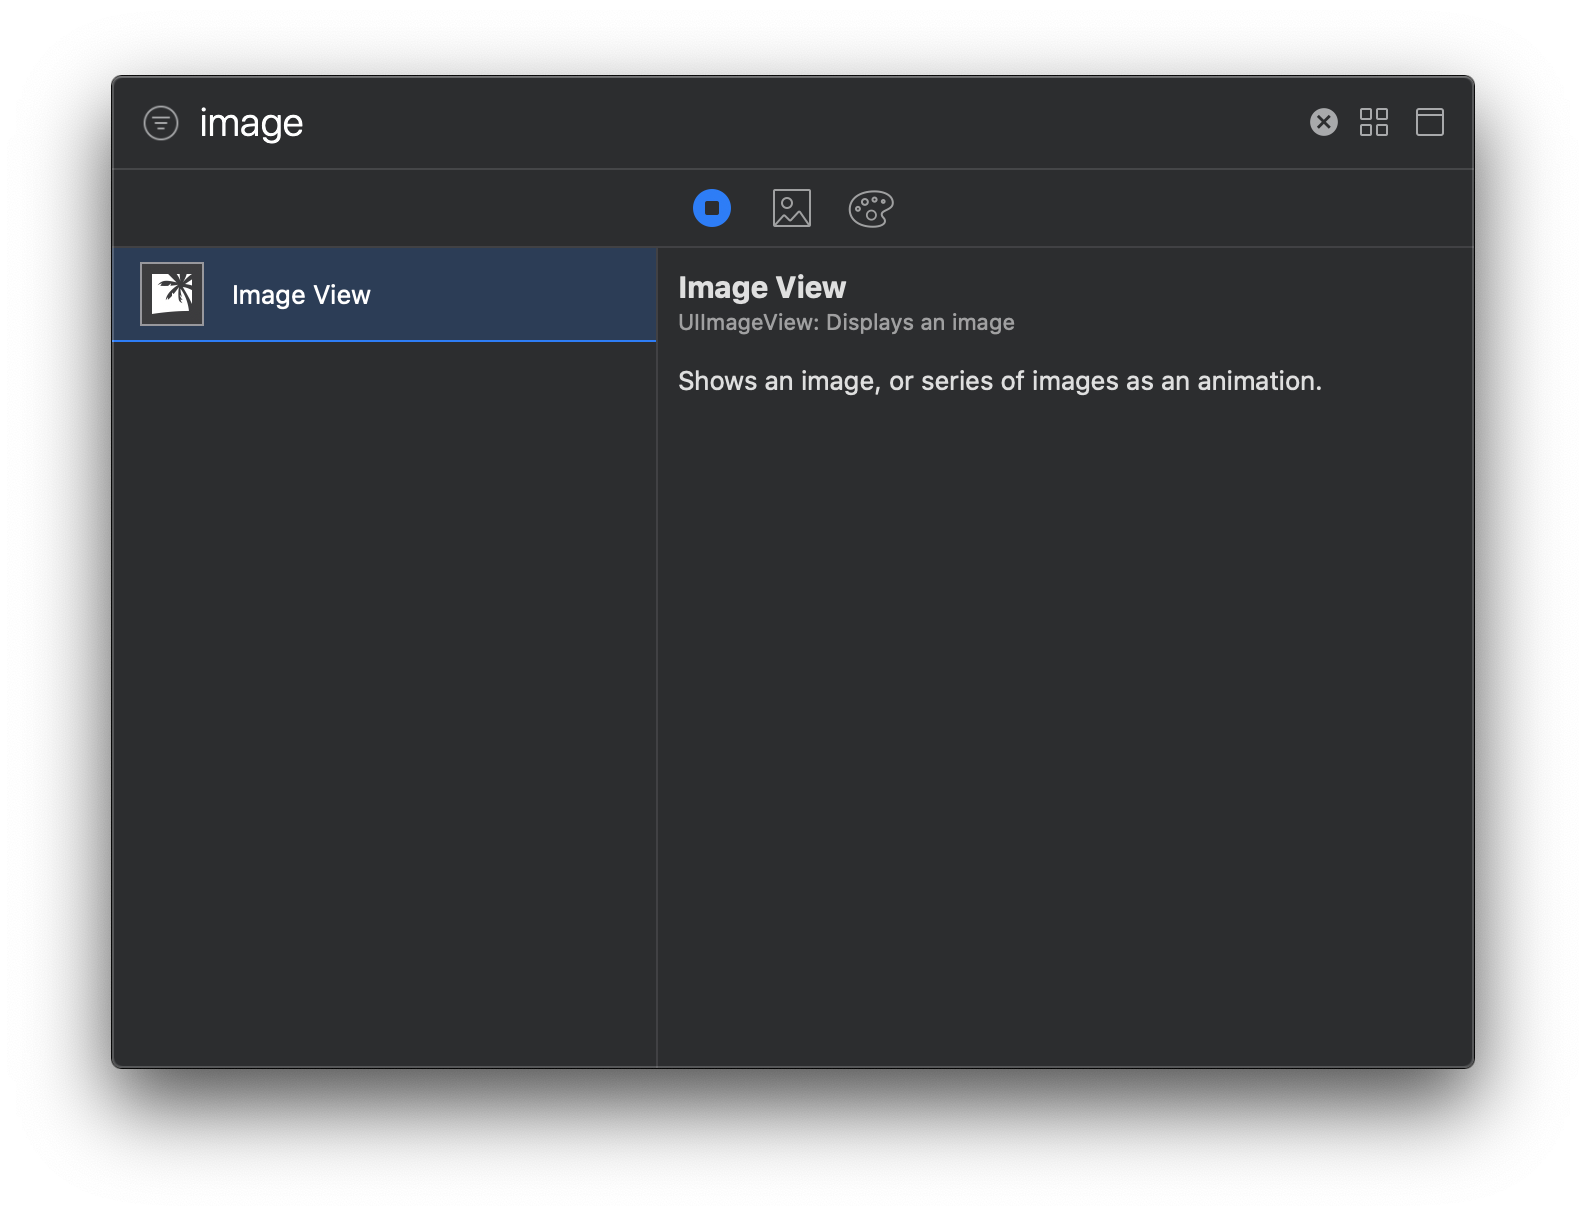 image
Image View
Image View
UIImageView: Displays an image
Shows an image, or series of images as an animation.